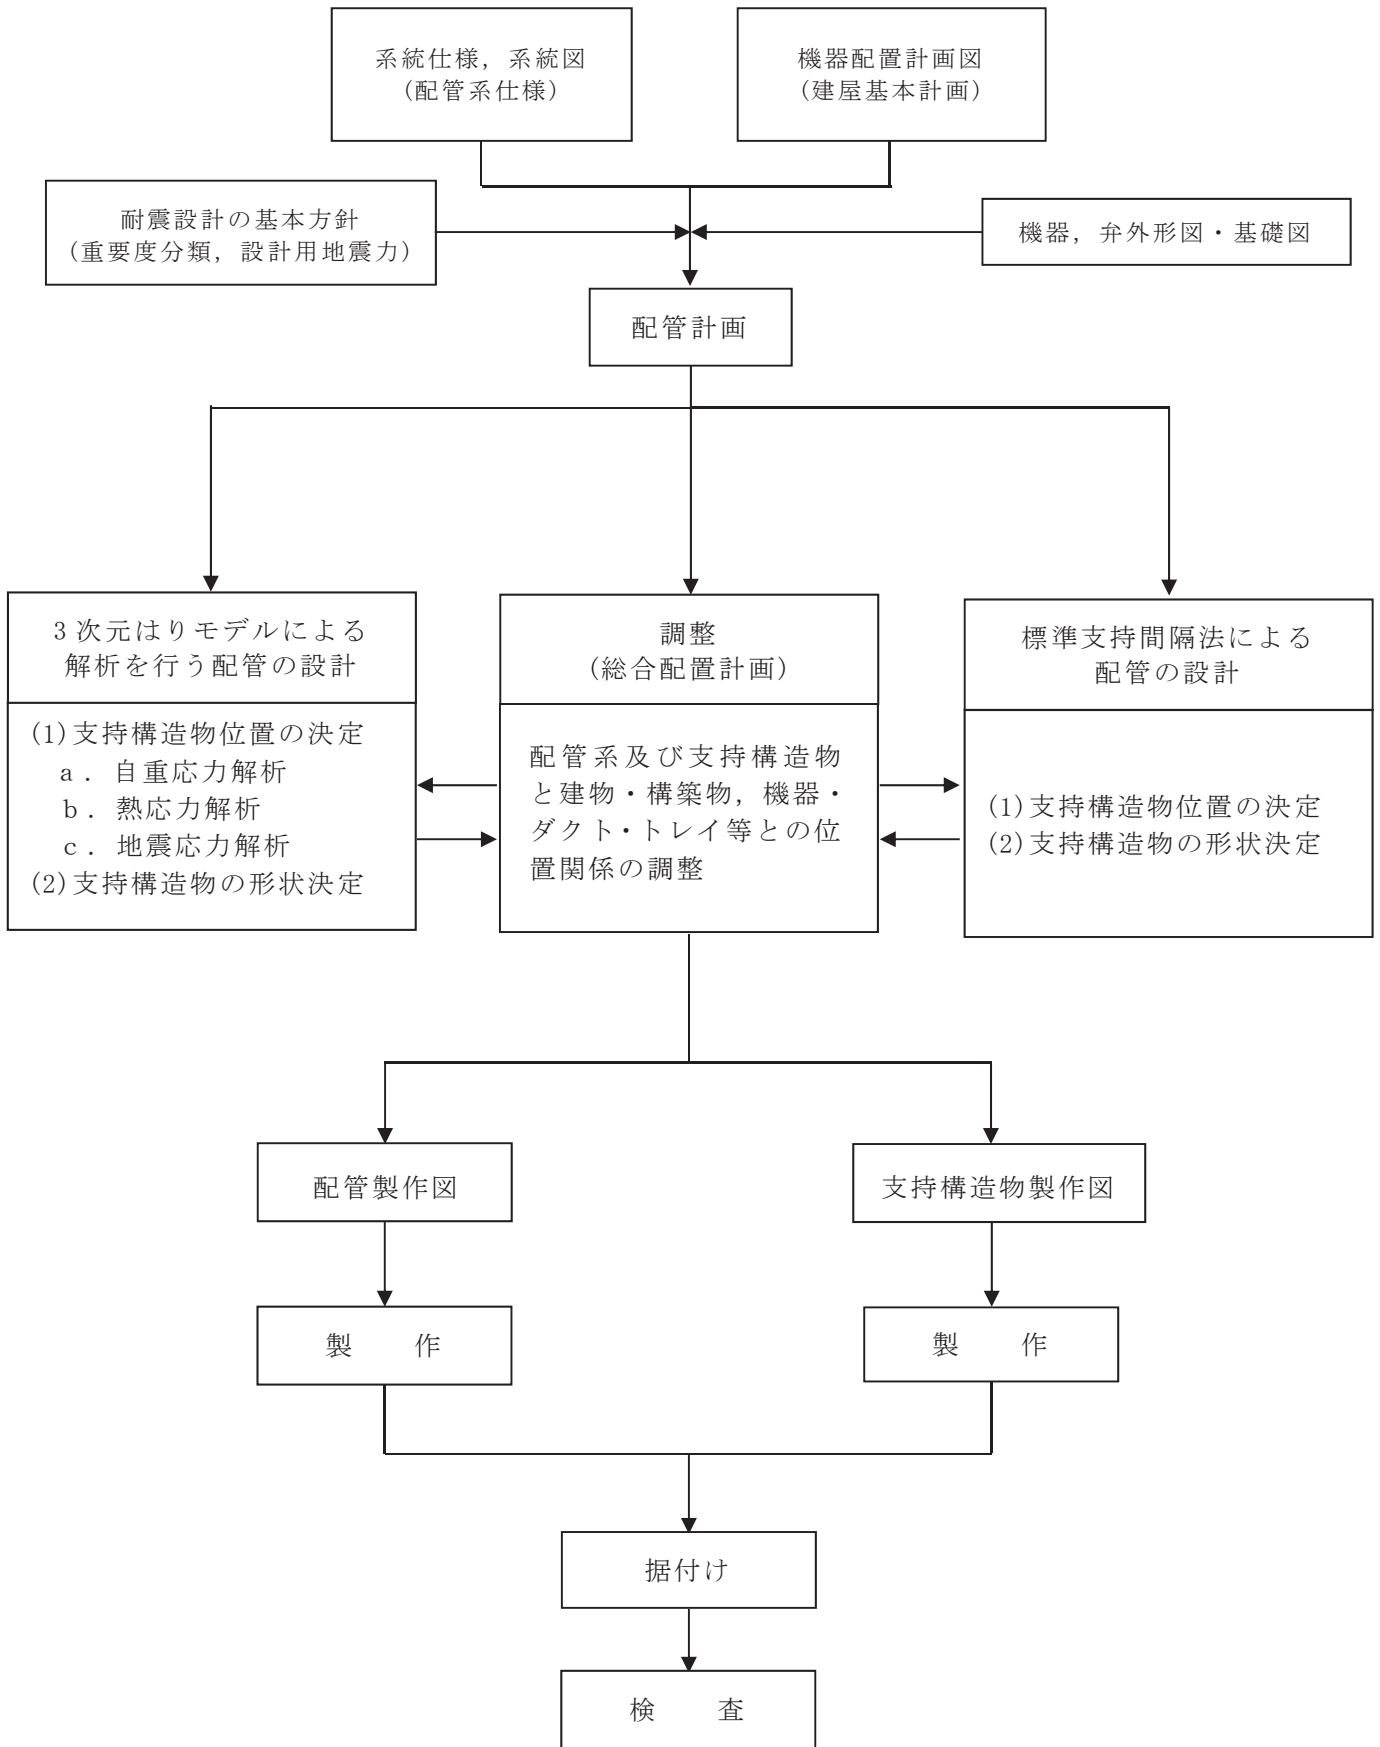 系統仕様，系統図
（配管系仕様）
機器配置計画図
（建屋基本計画）
耐震設計の基本方針
（重要度分類，設計用地震力）
機器，弁外形図・基礎図
配管計画
3次元はりモデルによる
解析を行う配管の設計
(1)支持構造物位置の決定
a．自重応力解析
b．熱応力解析
c．地震応力解析
(2)支持構造物の形状決定
調整
（総合配置計画）
配管系及び支持構造物
と建物・構築物，機器・
ダクト・トレイ等との位
置関係の調整
標準支持間隔法による
配管の設計
(1)支持構造物位置の決定
(2)支持構造物の形状決定
配管製作図
支持構造物製作図
製　　作
製　　作
据付け
検　　査